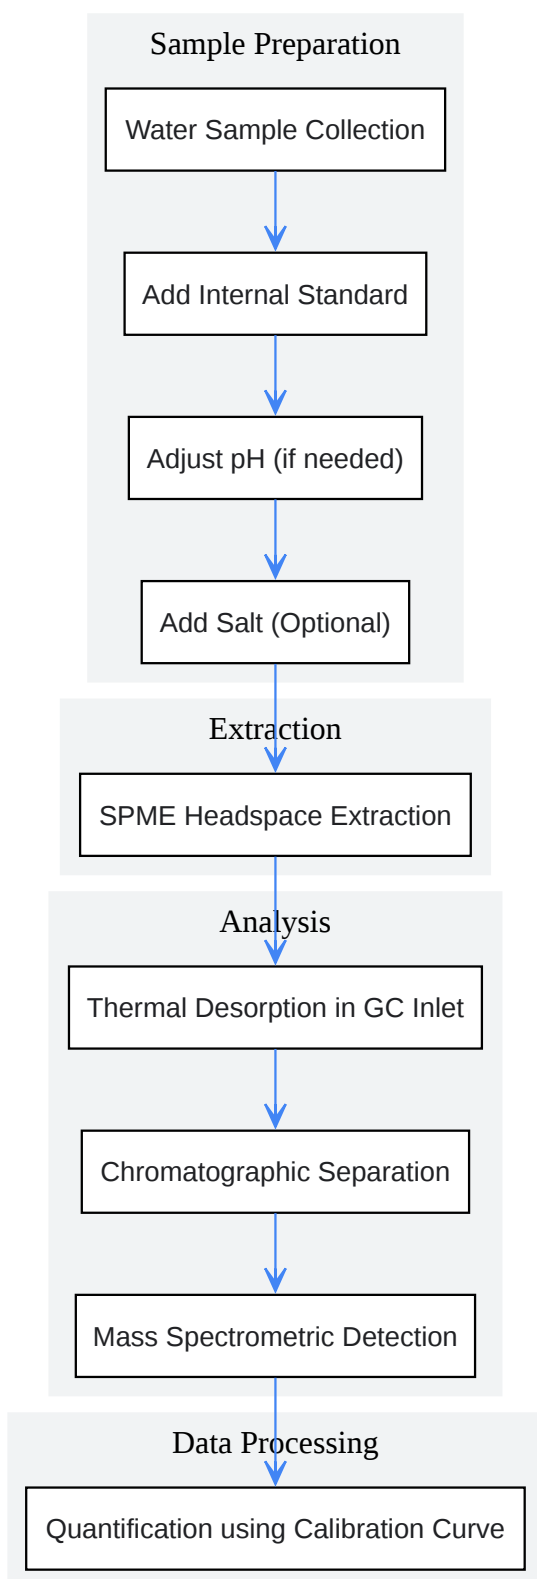 Sample Preparation
Water Sample Collection
Add Internal Standard
Adjust pH (if needed)
Add Salt (Optional)
Extraction
SPME Headspace Extraction
Analysis
Thermal Desorption in GC Inlet
Chromatographic Separation
Mass Spectrometric Detection
Data Processing
Quantification using Calibration Curve